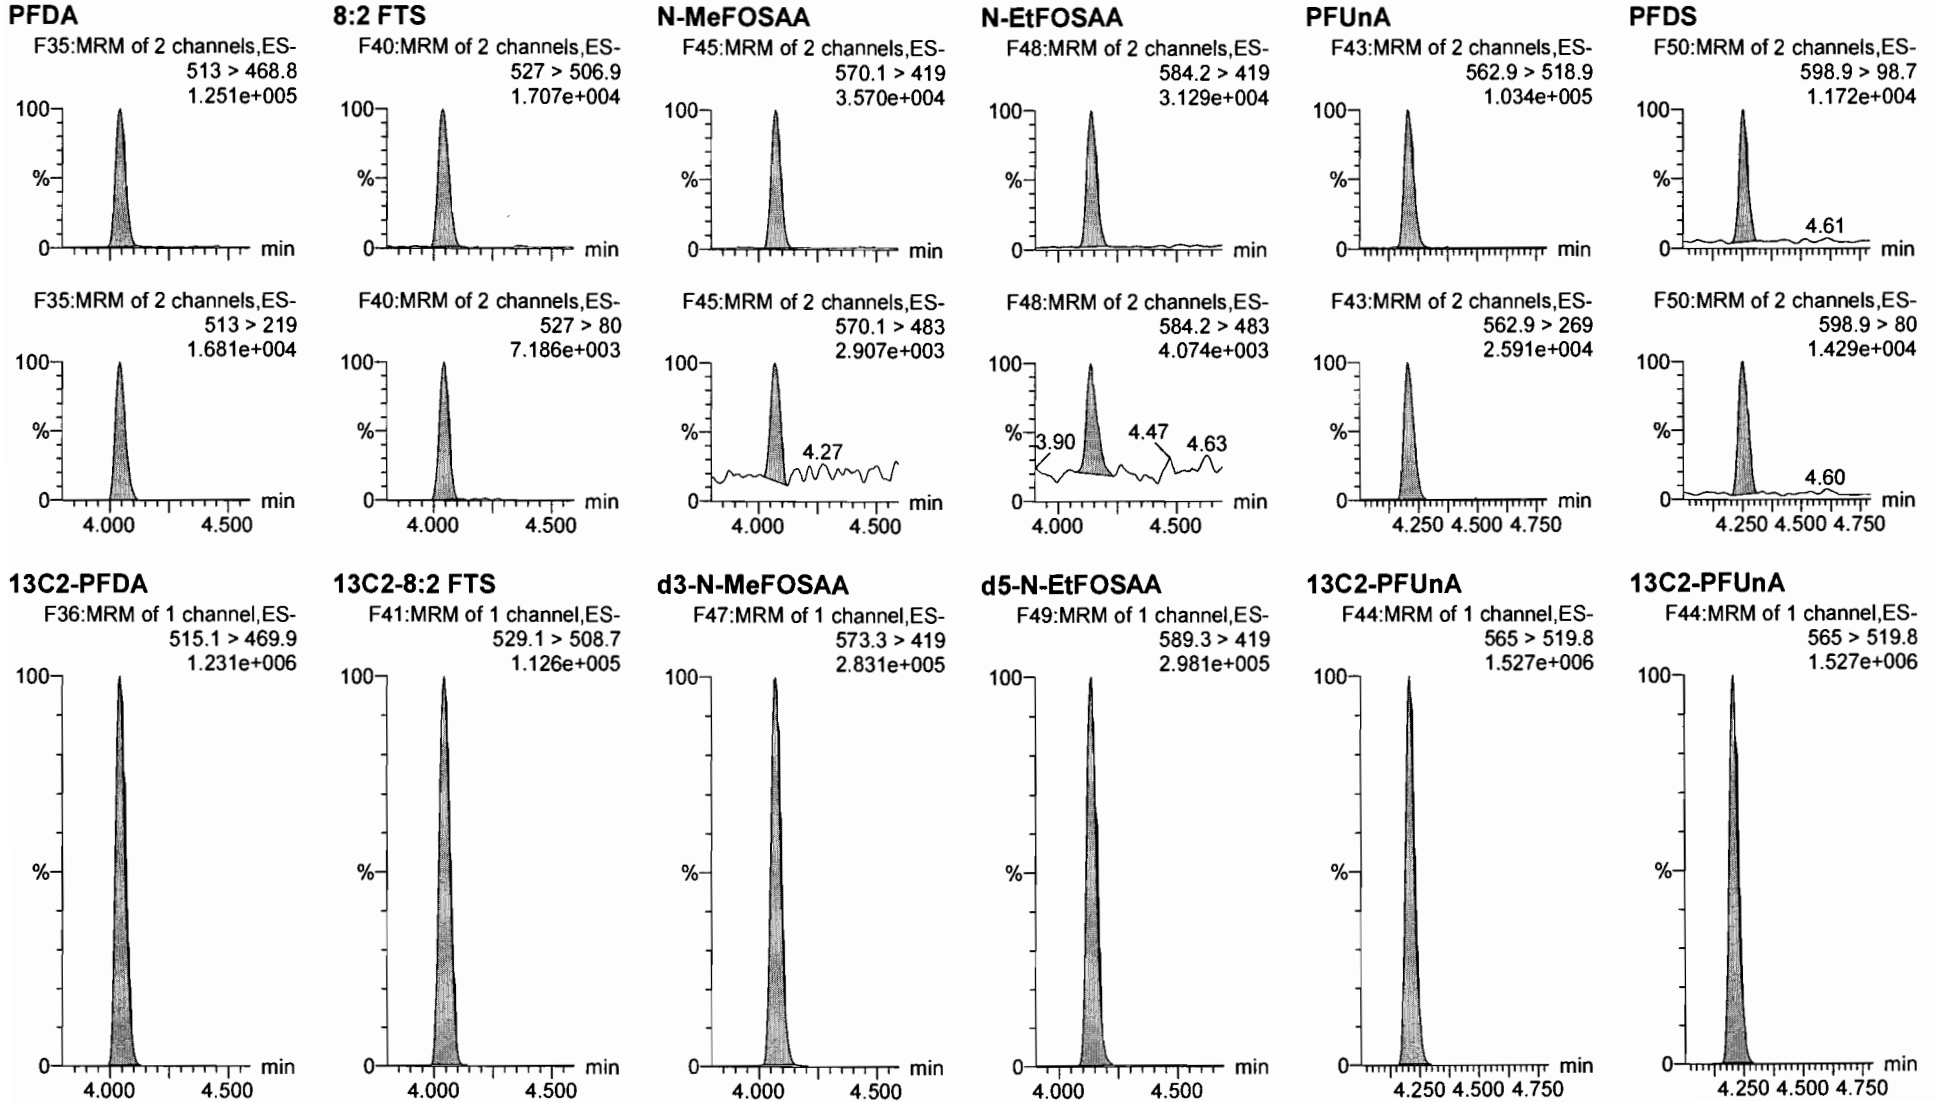 PFDA
F35:MRM of 2 channels,ES-
513 > 468.8
1.251e+005
100
%
0
min
F35:MRM of 2 channels,ES-
513 > 219
1.681e+004
100
%
0
min
4.000 4.500
13C2-PFDA
F36:MRM of 1 channel,ES-
515.1 > 469.9
1.231e+006
100
%
0
min
4.000 4.500
8:2 FTS
F40:MRM of 2 channels,ES-
527 > 506.9
1.707e+004
100
%
0
min
F40:MRM of 2 channels,ES-
527 > 80
7.186e+003
100
%
0
min
4.000 4.500
13C2-8:2 FTS
F41:MRM of 1 channel,ES-
529.1 > 508.7
1.126e+005
100
%
0
min
4.000 4.500
N-MeFOSAA
F45:MRM of 2 channels,ES-
570.1 > 419
3.570e+004
100
%
0
min
F45:MRM of 2 channels,ES-
570.1 > 483
2.907e+003
100
%
4.27
0
min
4.000 4.500
d3-N-MeFOSAA
F47:MRM of 1 channel,ES-
573.3 > 419
2.831e+005
100
%
0
min
4.000 4.500
N-EtFOSAA
F48:MRM of 2 channels,ES-
584.2 > 419
3.129e+004
100
%
0
min
F48:MRM of 2 channels,ES-
584.2 > 483
4.074e+003
100
%
3.90 4.47 4.63
0
min
4.000 4.500
d5-N-EtFOSAA
F49:MRM of 1 channel,ES-
589.3 > 419
2.981e+005
100
%
0
min
4.000 4.500
PFUnA
F43:MRM of 2 channels,ES-
562.9 > 518.9
1.034e+005
100
%
0
min
F43:MRM of 2 channels,ES-
562.9 > 269
2.591e+004
100
%
0
min
4.250 4.500 4.750
13C2-PFUnA
F44:MRM of 1 channel,ES-
565 > 519.8
1.527e+006
100
%
0
min
4.250 4.500 4.750
PFDS
F50:MRM of 2 channels,ES-
598.9 > 98.7
1.172e+004
100
%
4.61
0
min
F50:MRM of 2 channels,ES-
598.9 > 80
1.429e+004
100
%
4.60
0
min
4.250 4.500 4.750
13C2-PFUnA
F44:MRM of 1 channel,ES-
565 > 519.8
1.527e+006
100
%
0
min
4.250 4.500 4.750